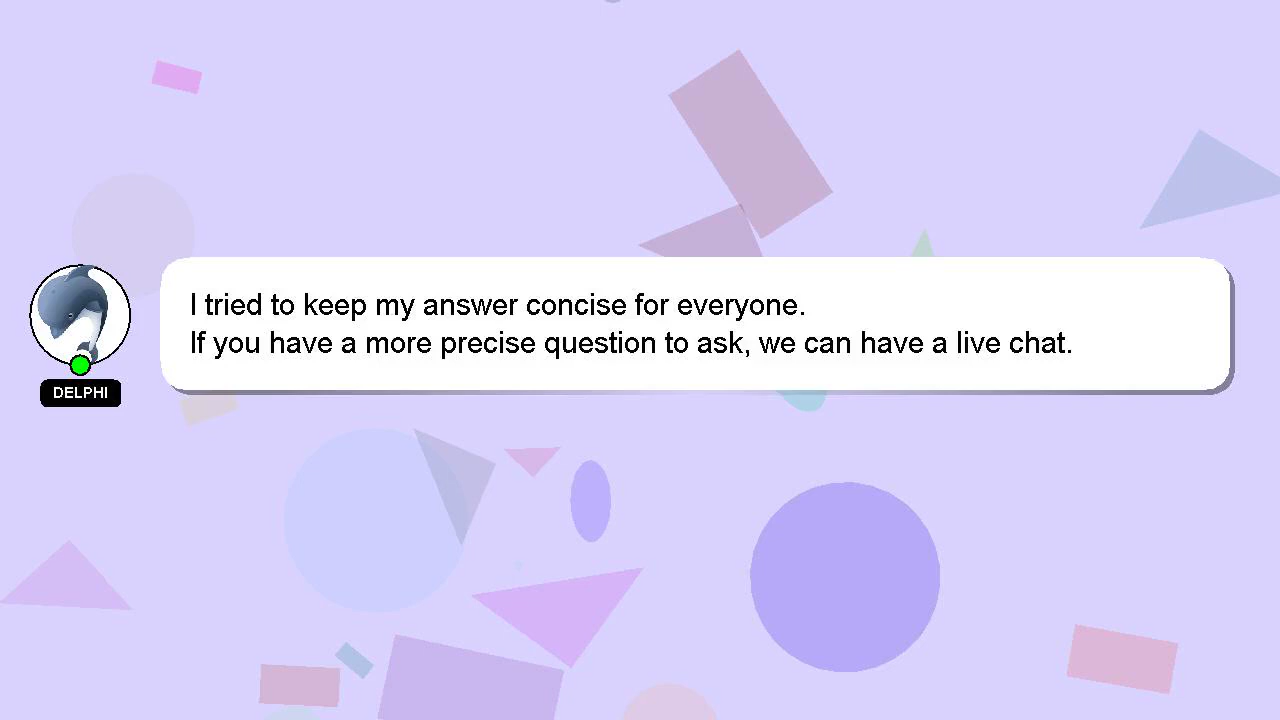 I tried to keep my answer concise for everyone.
If you have a more precise question to ask, we can have a live chat.
DELPHI